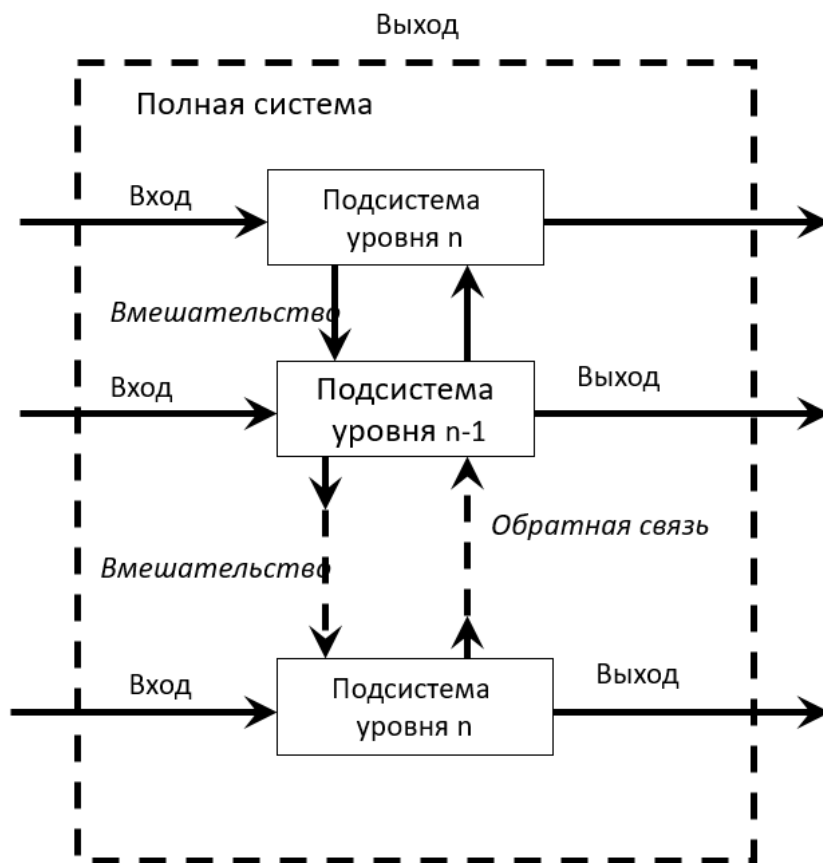 Выход
Полная система
Вход
Подсистема
уровня n
Вмешательство
Вход
Подсистема
уровня n-1
Выход
Обратная связь
Вмешательство
Вход
Подсистема
уровня n
Выход